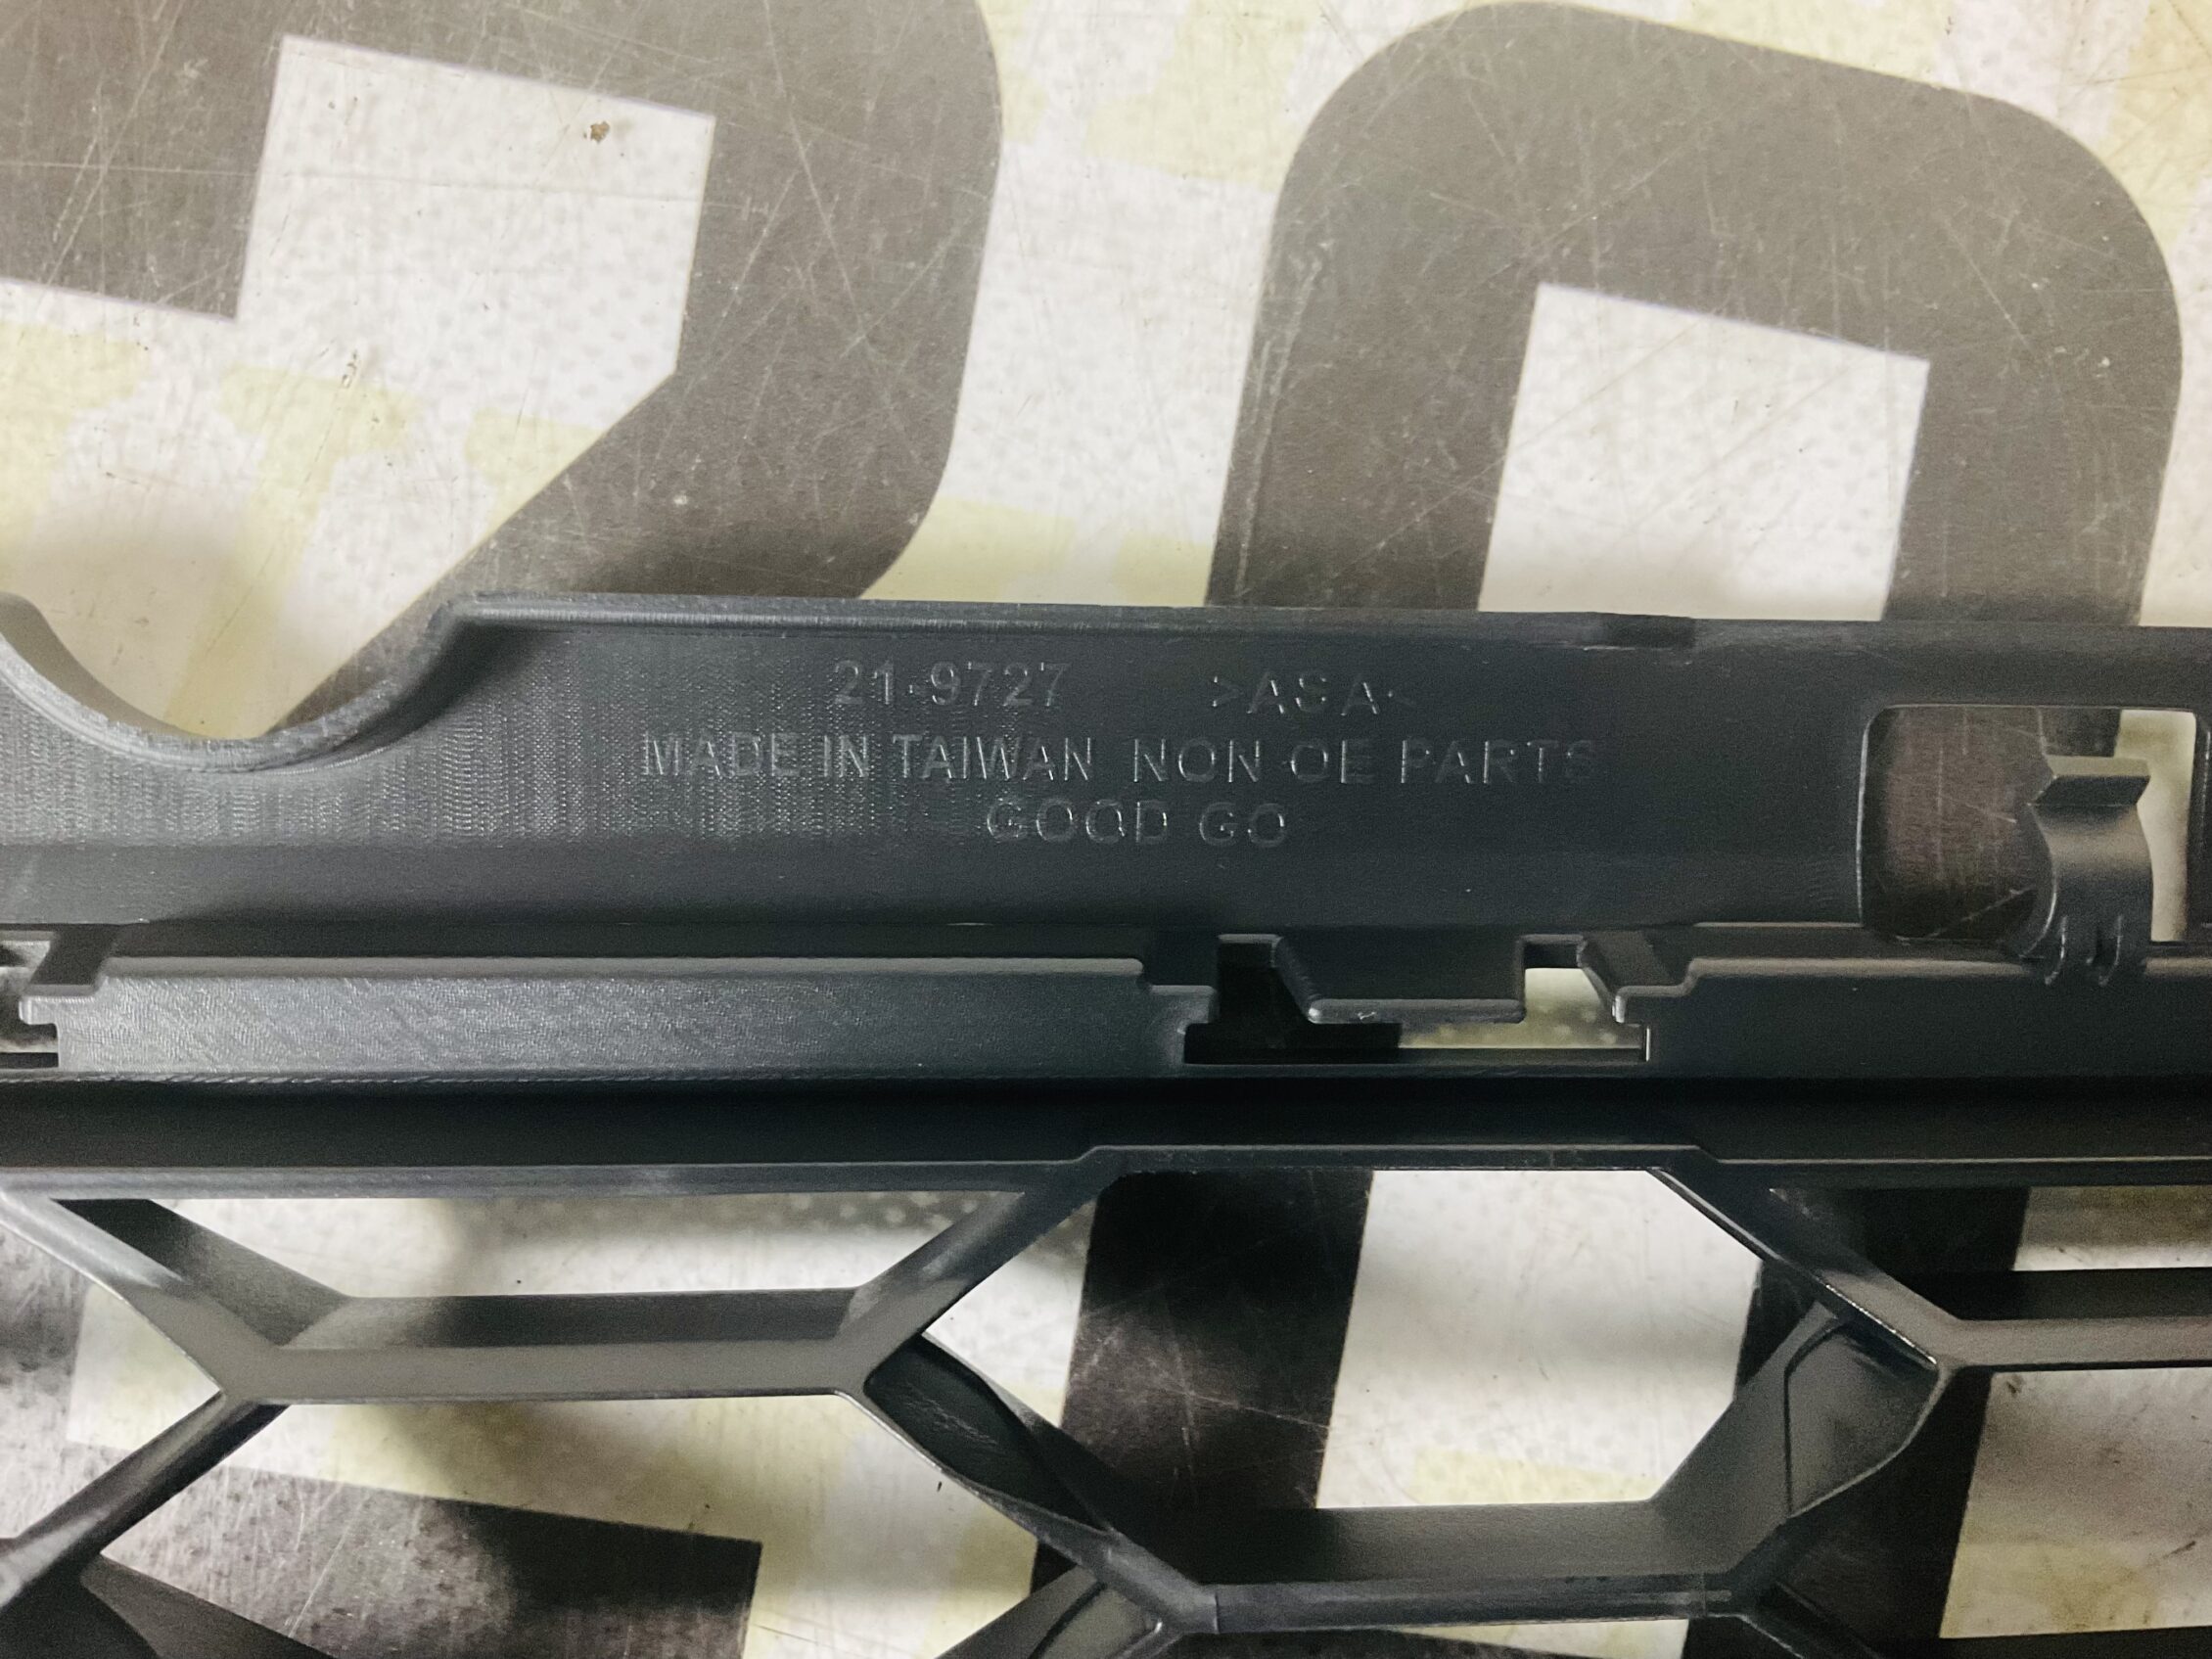 21-9727 >ASA<
MADE IN TAIWAN NON OE PARTS
GOOD GO